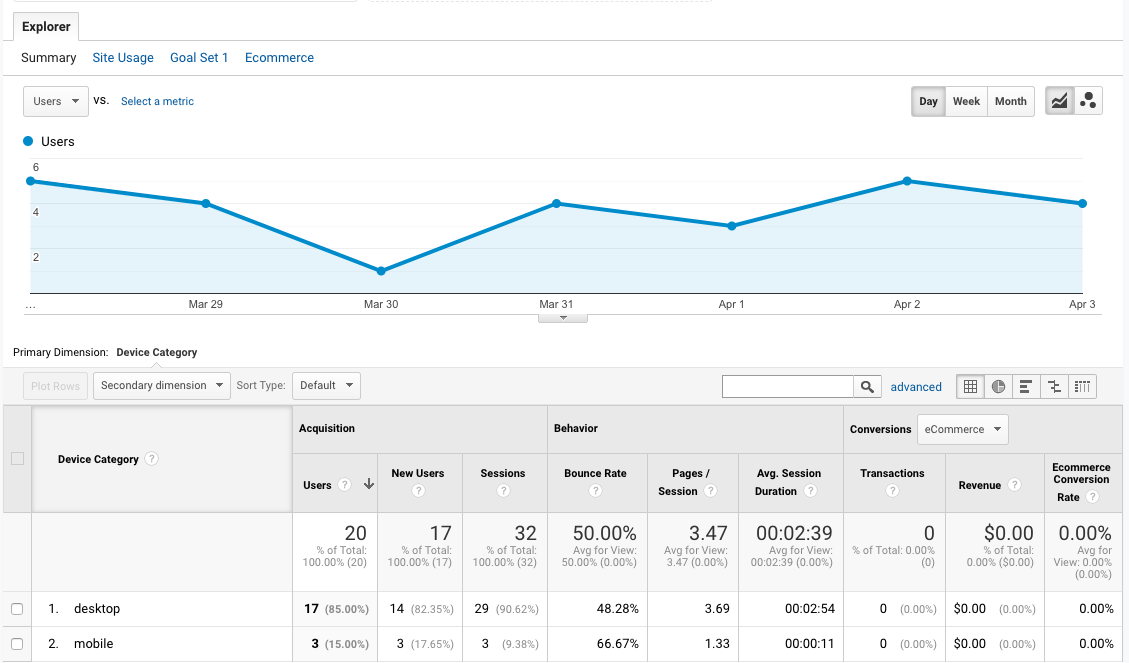 Explorer
Summary Site Usage Goal Set 1 Ecommerce
Users VS. Select a metric Day Week Month
Users
6
4
2
... Mar 29 Mar 30 Mar 31 Apr 1 Apr 2 Apr 3
Primary Dimension: Device Category
Plot Rows Secondary dimension Sort Type: Default advanced
Device Category ?
Acquisition Behavior Conversions eCommerce
Users ? New Users ? Sessions ? Bounce Rate ? Pages / Session ? Avg. Session Duration ? Transactions ? Revenue ? Ecommerce Conversion Rate ?
20 17 32 50.00% 3.47 00:02:39 0 $0.00 0.00%
% of Total: 100.00% (20) % of Total: 100.00% (17) % of Total: 100.00% (32) Avg for View: 50.00% (0.00%) Avg for View: 3.47 (0.00%) Avg for View: 00:02:39 (0.00%) % of Total: 0.00% (0) % of Total: 0.00% ($0.00) Avg for View: 0.00% (0.00%)
1. desktop 17 (85.00%) 14 (82.35%) 29 (90.62%) 48.28% 3.69 00:02:54 0 (0.00%) $0.00 (0.00%) 0.00%
2. mobile 3 (15.00%) 3 (17.65%) 3 (9.38%) 66.67% 1.33 00:00:11 0 (0.00%) $0.00 (0.00%) 0.00%